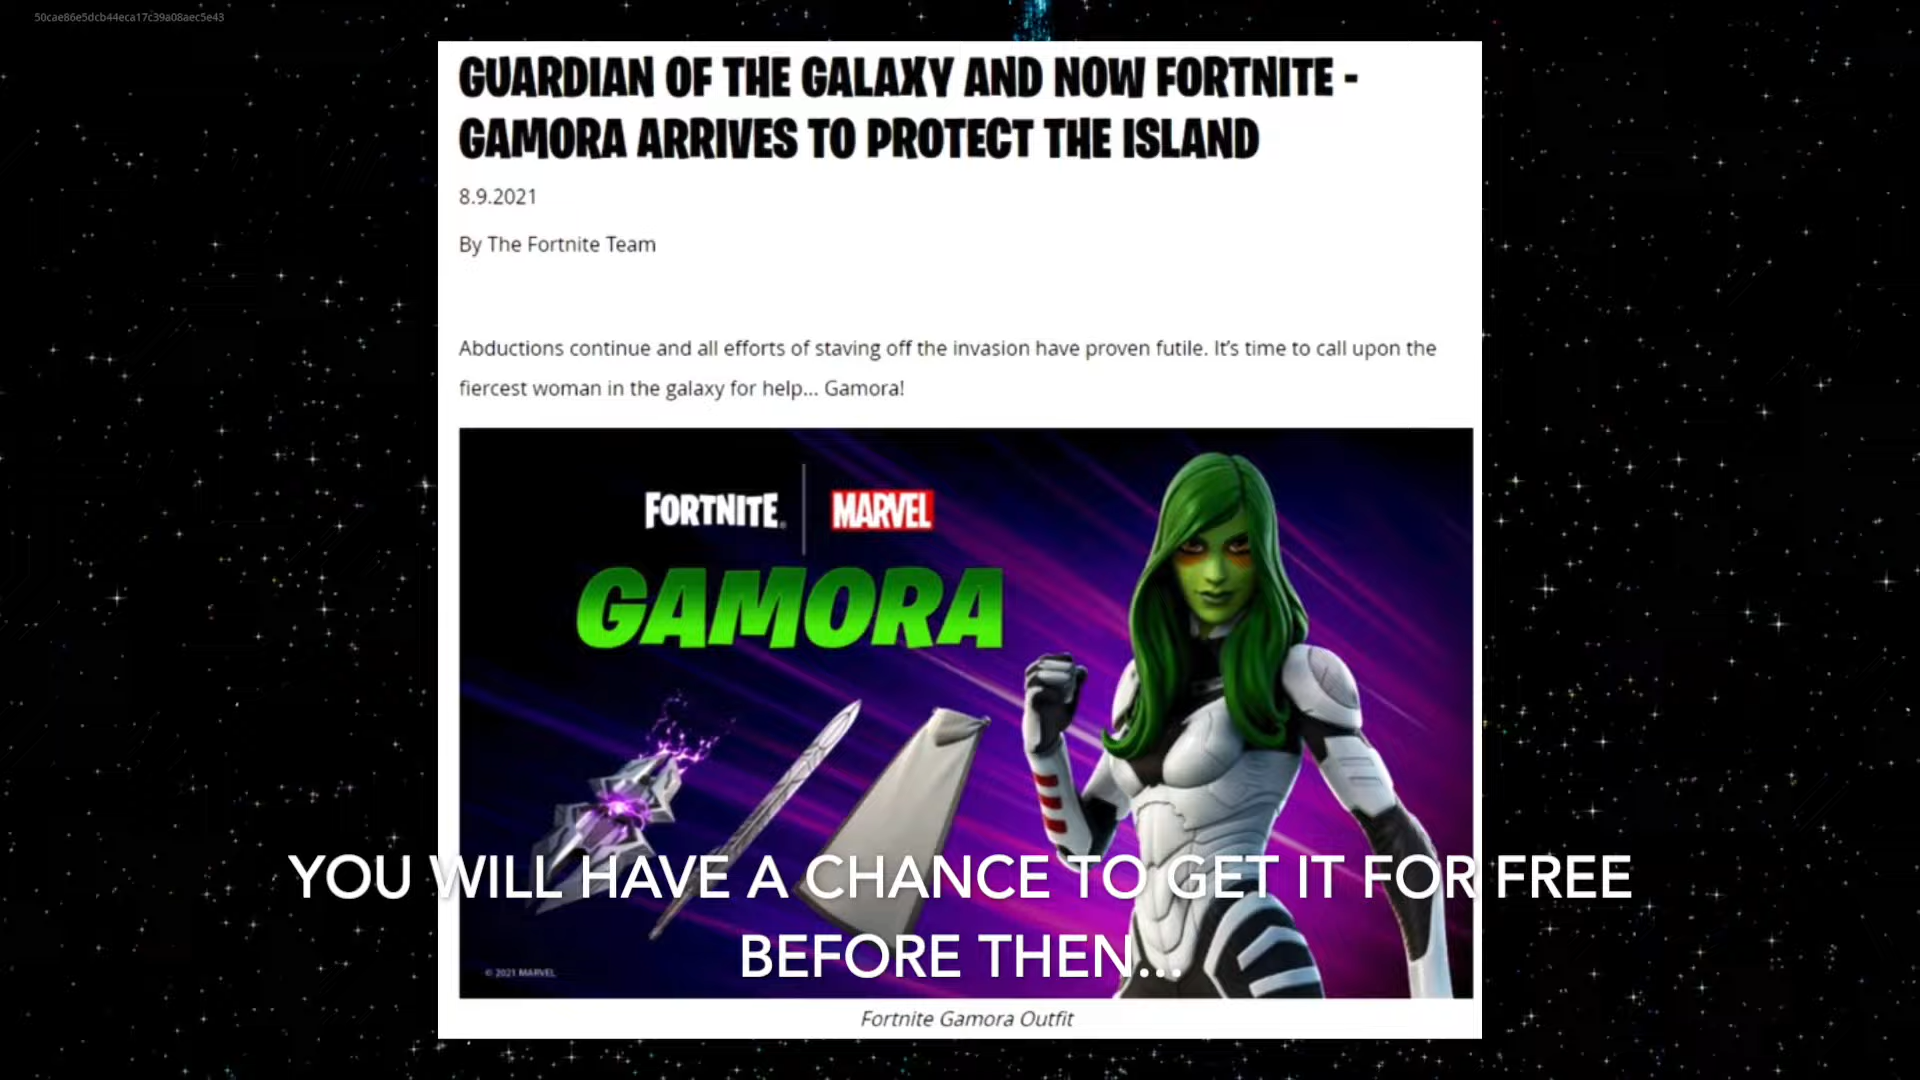 50cae86e5dcb44eca17c39a08aec5e43
GUARDIAN OF THE GALAXY AND NOW FORTNITE -
GAMORA ARRIVES TO PROTECT THE ISLAND
8.9.2021
By The Fortnite Team
Abductions continue and all efforts of staving off the invasion have proven futile. It's time to call upon the
fiercest woman in the galaxy for help... Gamora!
FORTNITE MARVEL
GAMORA
YOU WILL HAVE A CHANCE TO GET IT FOR FREE
BEFORE THEN...
© 2021 MARVEL
Fortnite Gamora Outfit